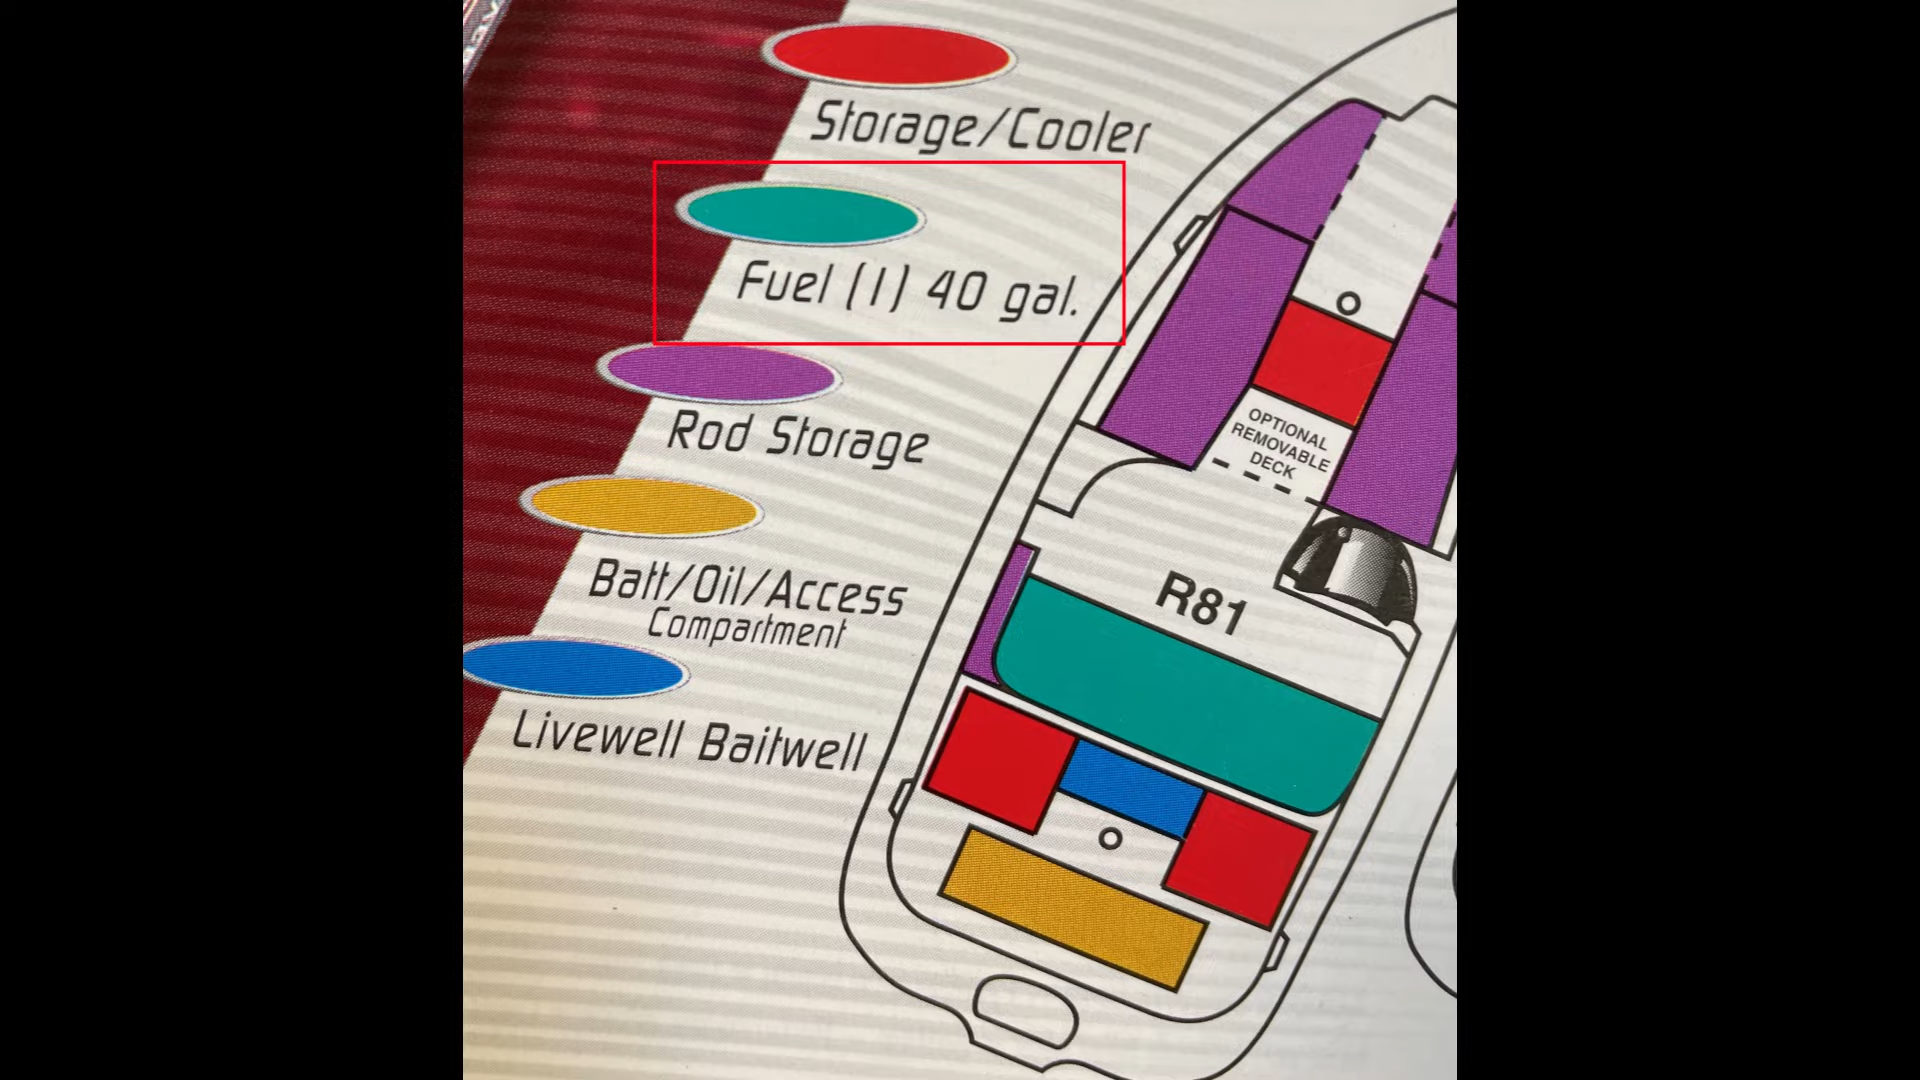 Storage/Cooler
Fuel (1) 40 gal.
Rod Storage
Batt/Oil/Access
Compartment
Livewell Baitwell
OPTIONAL
REMOVABLE
DECK
R81